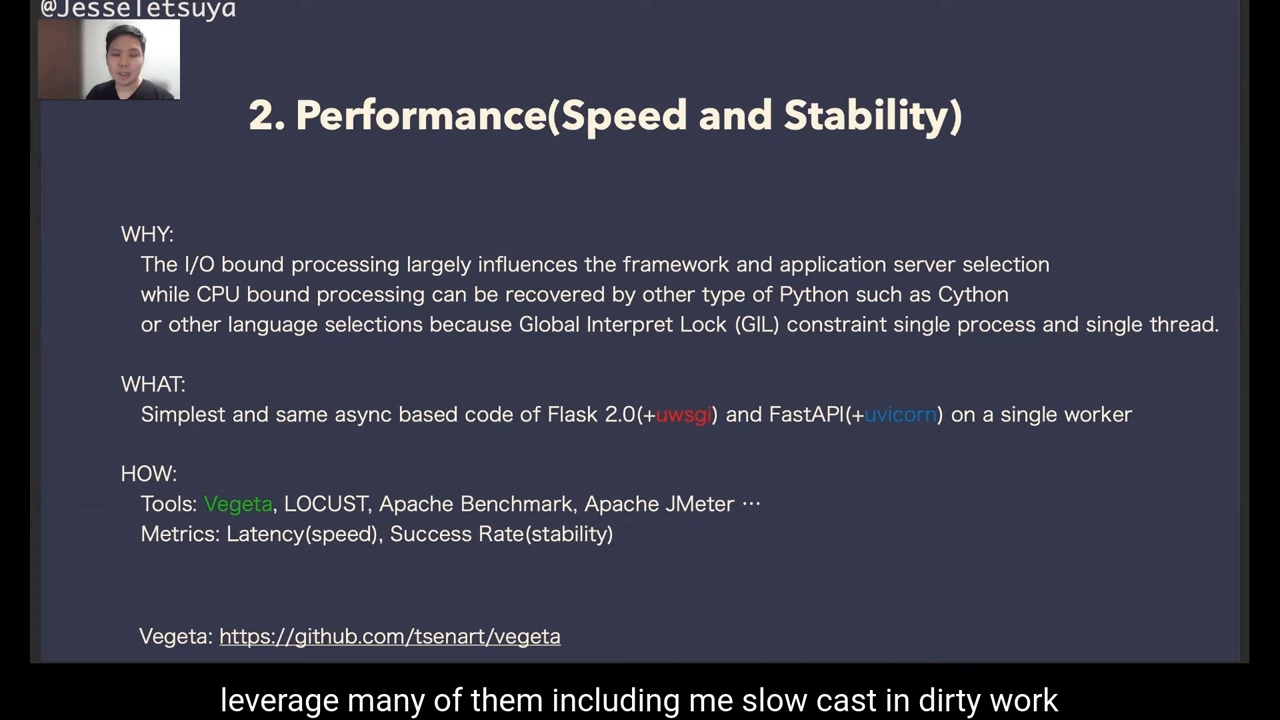 @JesseTetsuya
2. Performance(Speed and Stability)
WHY:
The I/O bound processing largely influences the framework and application server selection
while CPU bound processing can be recovered by other type of Python such as Cython
or other language selections because Global Interpret Lock (GIL) constraint single process and single thread.
WHAT:
Simplest and same async based code of Flask 2.0(+uwsgi) and FastAPI(+uvicorn) on a single worker
HOW:
Tools: Vegeta, LOCUST, Apache Benchmark, Apache JMeter …
Metrics: Latency(speed), Success Rate(stability)
Vegeta: https://github.com/tsenart/vegeta
leverage many of them including me slow cast in dirty work